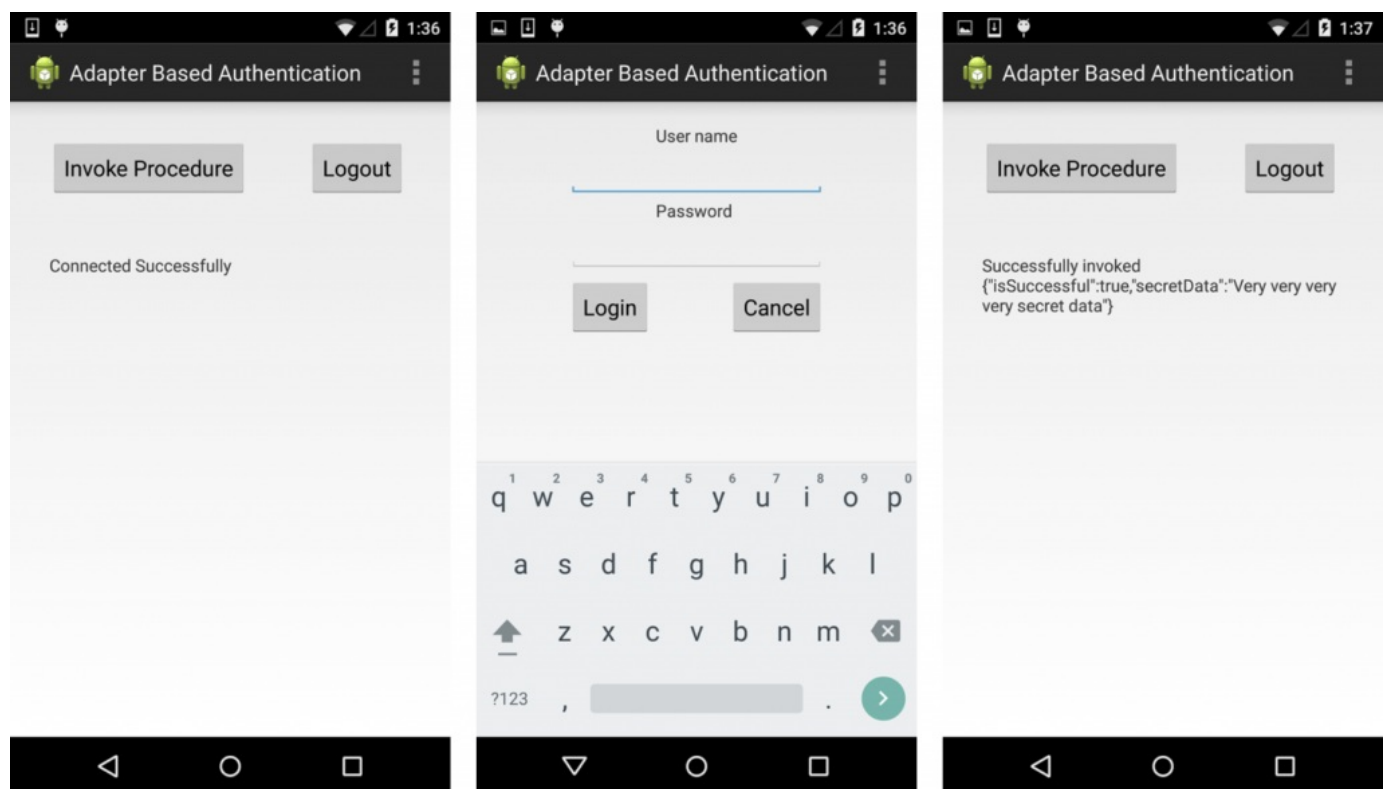 1:36
Adapter Based Authentication
Invoke Procedure
Logout
Connected Successfully
1:36
Adapter Based Authentication
User name
Password
Login
Cancel
1 2 3 4 5 6 7 8 9 0
q w e r t y u i o p
a s d f g h j k l
z x c v b n m
?123 , .
1:37
Adapter Based Authentication
Invoke Procedure
Logout
Successfully invoked
{"isSuccessful":true,"secretData":"Very very very
very secret data"}